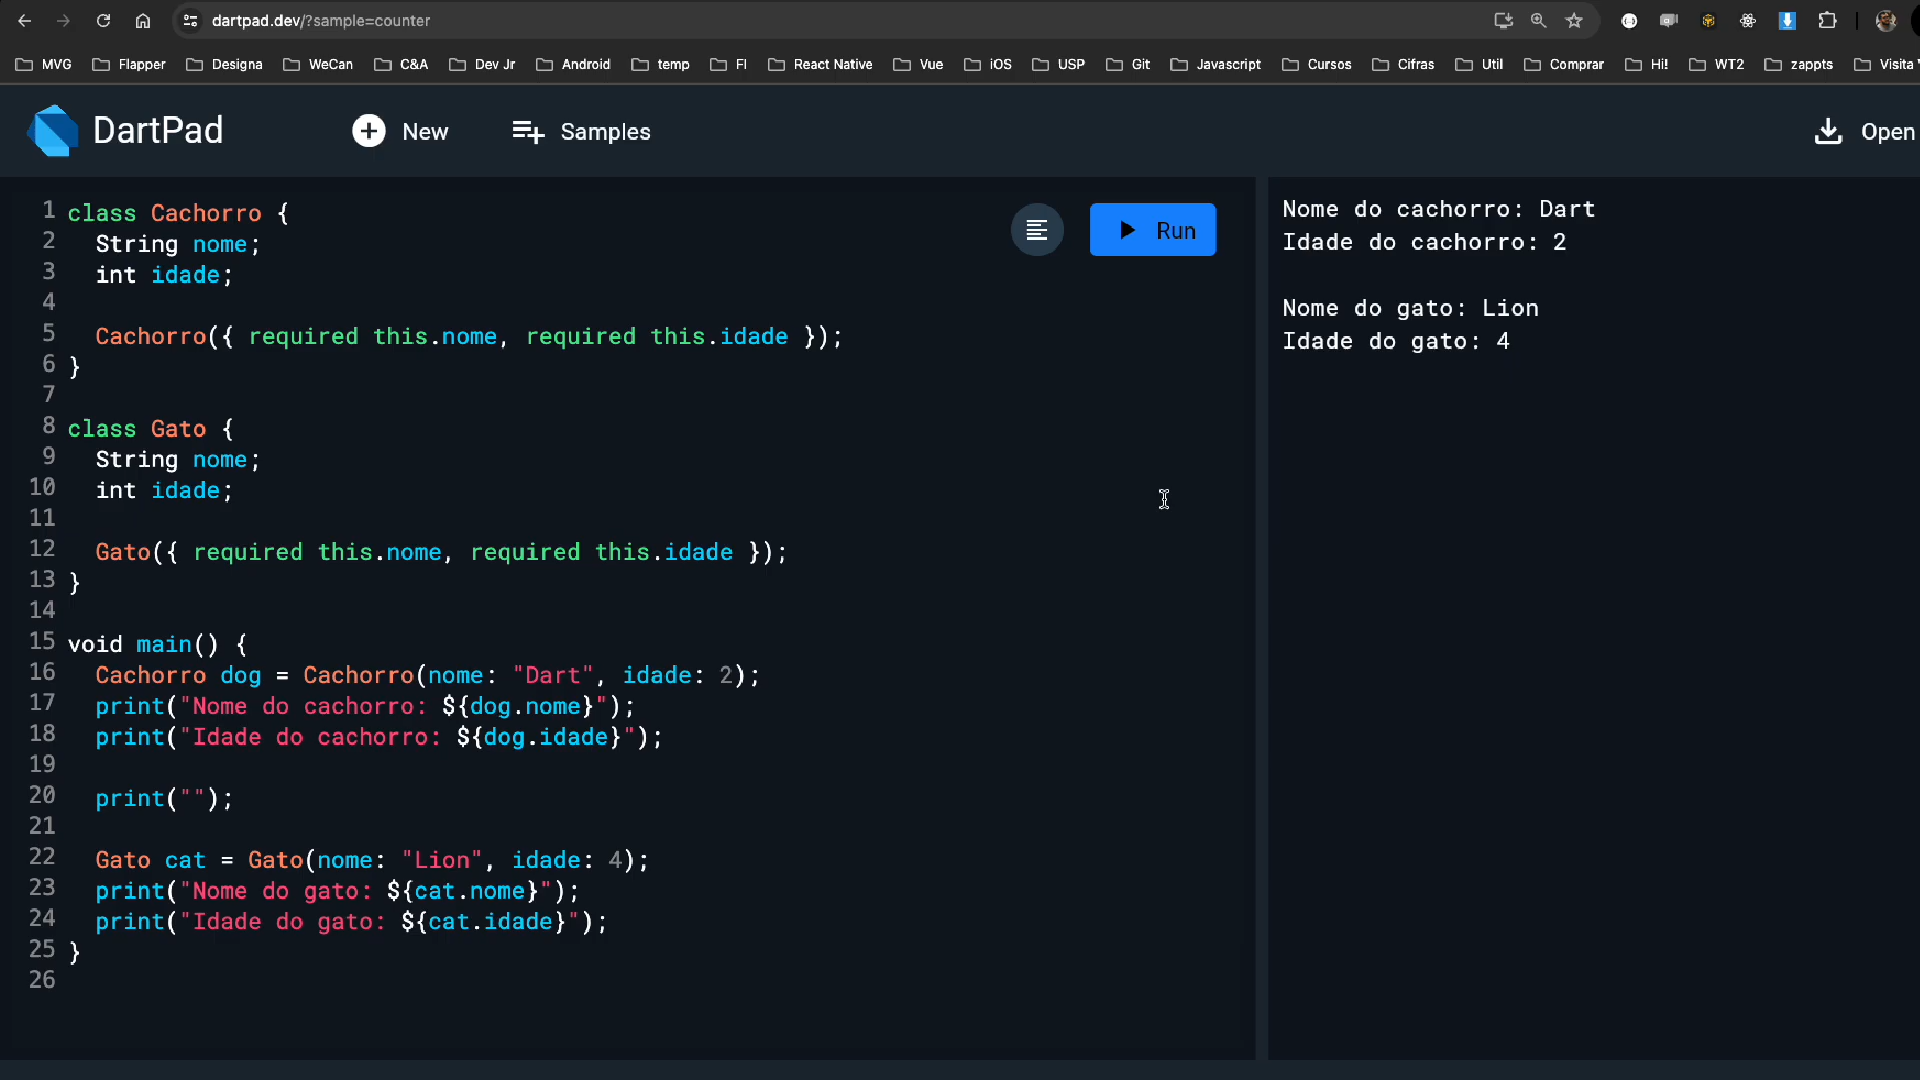 dartpad.dev/?sample=counter
MVG Flapper Designa WeCan C&A Dev Jr Android temp FI React Native Vue iOS USP Git Javascript Cursos Cifras Util Comprar Hi! WT2 zappts Visita
DartPad New Samples Open
1 class Cachorro {
2 String nome;
3 int idade;
4
5 Cachorro({ required this.nome, required this.idade });
6 }
7
8 class Gato {
9 String nome;
10 int idade;
11
12 Gato({ required this.nome, required this.idade });
13 }
14
15 void main() {
16 Cachorro dog = Cachorro(nome: "Dart", idade: 2);
17 print("Nome do cachorro: ${dog.nome}");
18 print("Idade do cachorro: ${dog.idade}");
19
20 print("");
21
22 Gato cat = Gato(nome: "Lion", idade: 4);
23 print("Nome do gato: ${cat.nome}");
24 print("Idade do gato: ${cat.idade}");
25 }
26
Run
Nome do cachorro: Dart
Idade do cachorro: 2
Nome do gato: Lion
Idade do gato: 4